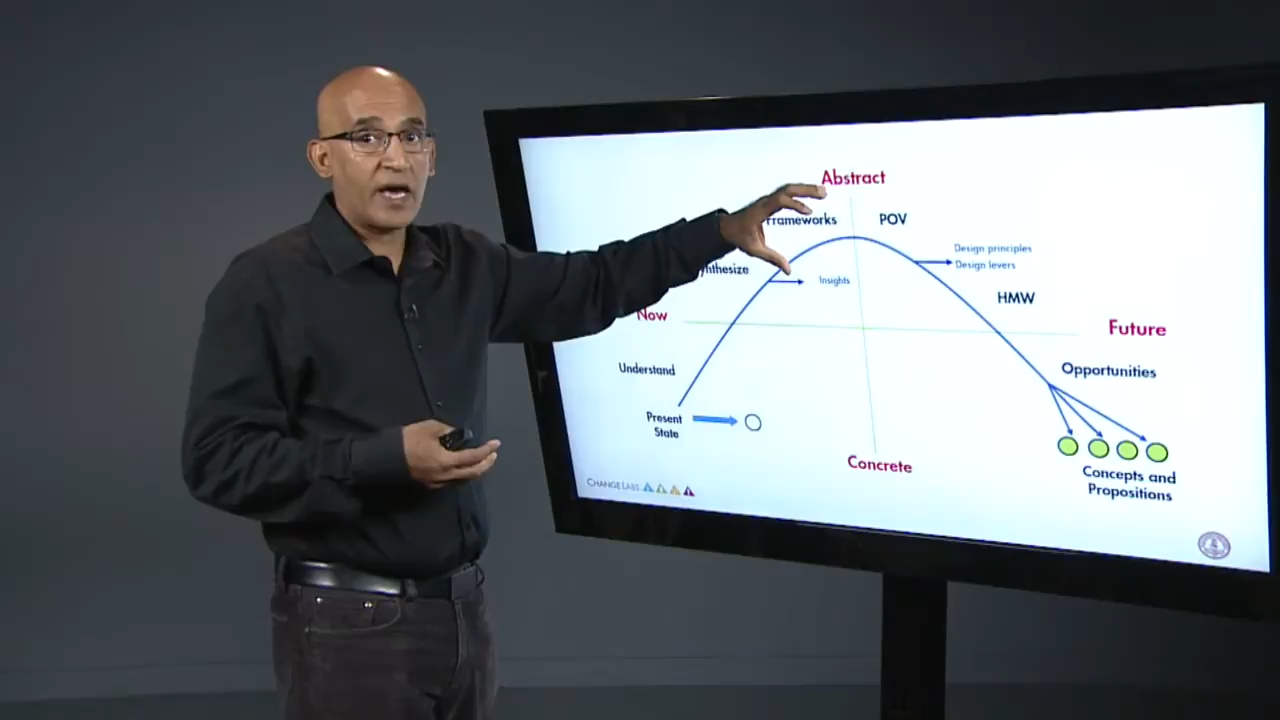 Abstract
Frameworks
POV
Design principles
Design levers
Synthesize
Insights
HMW
Now
Future
Understand
Opportunities
Present
State
Concrete
Concepts and
Propositions
CHANGE LABS